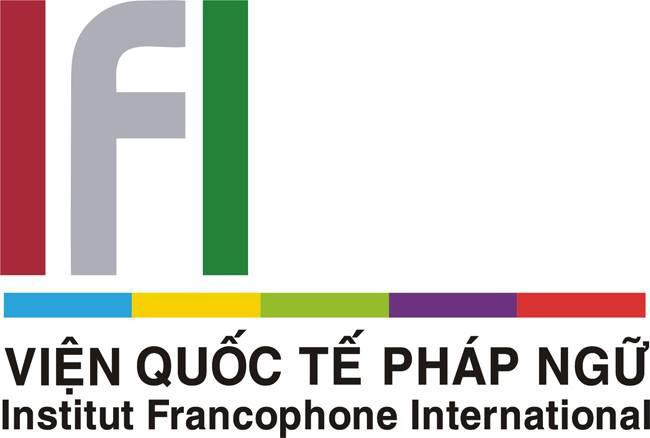 IFI
VIỆN QUỐC TẾ PHÁP NGỮ
Institut Francophone International